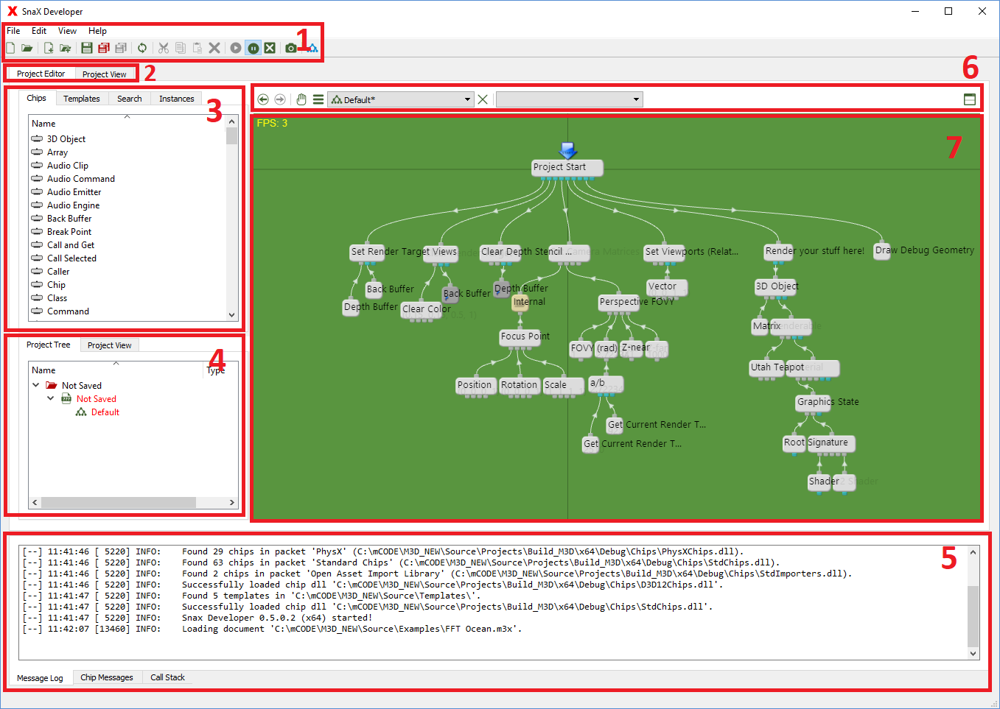 SnaX Developer
File Edit View Help
1
Project Editor Project View
2
6
Chips Templates Search Instances
3
Default*
Name
3D Object
Array
Audio Clip
Audio Command
Audio Emitter
Audio Engine
Back Buffer
Break Point
Call and Get
Call Selected
Caller
Chip
Class
Command
FPS: 3
7
Project Start
Set Render Target Views
Clear Depth Stencil ...
Camera Matrices
Set Viewports (Relat...
Render your stuff here!
Draw Debug Geometry
Back Buffer
Depth Buffer
Back Buffer
Clear Color
Depth Buffer
Internal
Perspective FOVY
Vector
3D Object
Matrix
Focus Point
FOVY (rad)
Z-near
Utah Teapot
Position
Rotation
Scale
a/b
Graphics State
Get Current Render T...
Get Current Render T...
Root Signature
Shader
Shader
Project Tree Project View
4
Name Type
Not Saved
Not Saved
Default
5
[--] 11:41:46 [ 5220] INFO: Found 29 chips in packet 'PhysX' (C:\mCODE\M3D_NEW\Source\Projects\Build_M3D\x64\Debug\Chips\PhysXChips.dll).
[--] 11:41:46 [ 5220] INFO: Found 63 chips in packet 'Standard Chips' (C:\mCODE\M3D_NEW\Source\Projects\Build_M3D\x64\Debug\Chips\StdChips.dll).
[--] 11:41:46 [ 5220] INFO: Found 2 chips in packet 'Open Asset Import Library' (C:\mCODE\M3D_NEW\Source\Projects\Build_M3D\x64\Debug\Chips\StdImporters.dll).
[--] 11:41:46 [ 5220] INFO: Successfully loaded chip dll 'C:\mCODE\M3D_NEW\Source\Projects\Build_M3D\x64\Debug\Chips\D3D12Chips.dll'.
[--] 11:41:47 [ 5220] INFO: Found 5 templates in 'C:\mCODE\M3D_NEW\Source\Templates\'.
[--] 11:41:47 [ 5220] INFO: Successfully loaded chip dll 'C:\mCODE\M3D_NEW\Source\Projects\Build_M3D\x64\Debug\Chips\StdChips.dll'.
[--] 11:41:47 [ 5220] INFO: Snax Developer 0.5.0.2 (x64) started!
[--] 11:42:07 [13460] INFO: Loading document 'C:\mCODE\M3D_NEW\Source\Examples\FFT Ocean.m3x'.
Message Log Chip Messages Call Stack